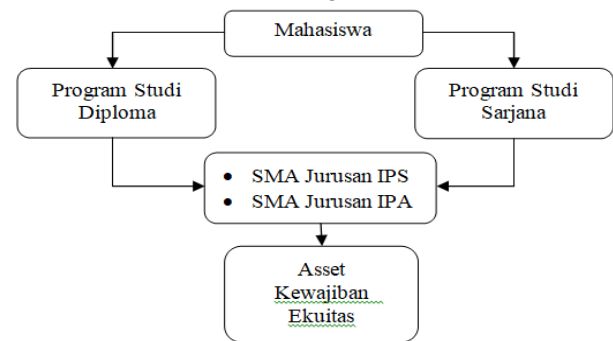 Mahasiswa
Program Studi
Diploma
Program Studi
Sarjana
• SMA Jurusan IPS
• SMA Jurusan IPA
Asset
Kewajiban
Ekuitas